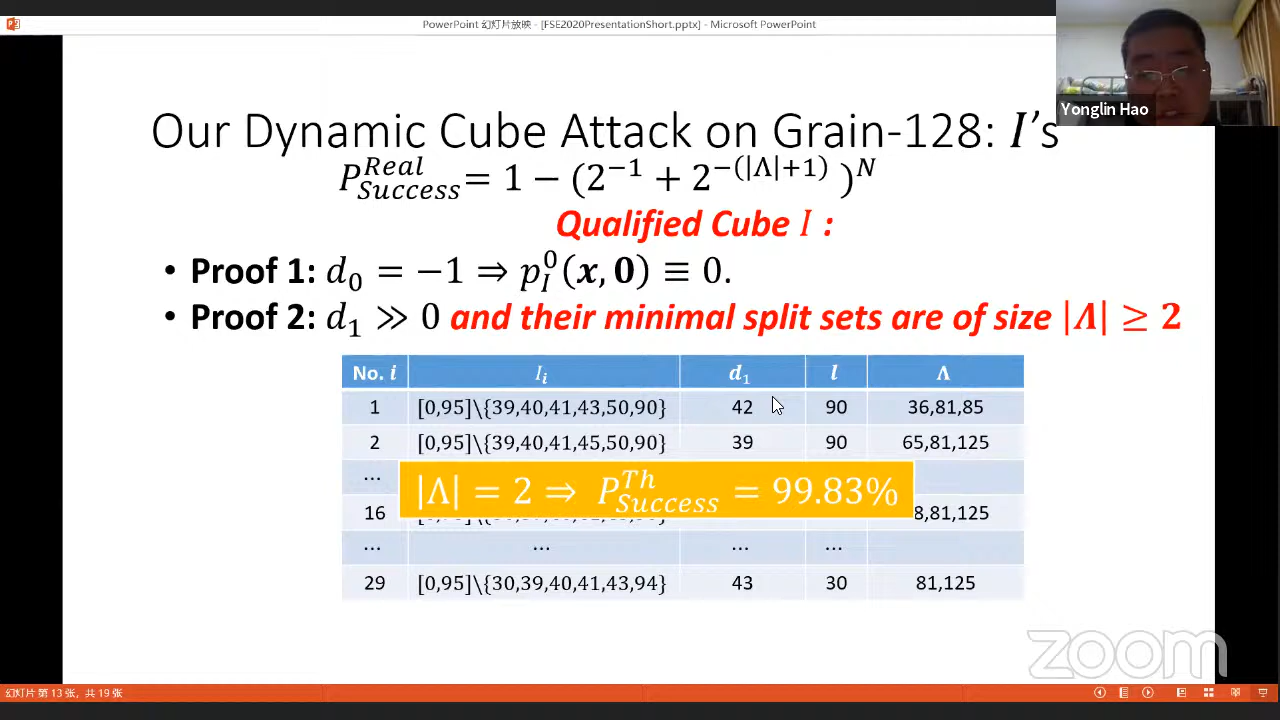 PowerPoint 幻灯片放映 - [FSE2020PresentationShort.pptx] - Microsoft PowerPoint
Yonglin Hao
Our Dynamic Cube Attack on Grain-128: I's
P_{Success}^{Real} = 1 − (2^{−1} + 2^{−(|Λ|+1)})^N
Qualified Cube I :
• Proof 1: d_0 = −1 ⇒ p_I^0(x, 0) ≡ 0.
• Proof 2: d_1 ≫ 0 and their minimal split sets are of size |Λ| ≥ 2
No. i I_i d_1 l Λ
1 [0,95]\{39,40,41,43,50,90} 42 90 36,81,85
2 [0,95]\{39,40,41,45,50,90} 39 90 65,81,125
...
|Λ| = 2 ⇒ P_{Success}^{Th} = 99.83%
16 8,81,125
... ... ... ...
29 [0,95]\{30,39,40,41,43,94} 43 30 81,125
zoom
幻灯片 第 13 张，共 19 张